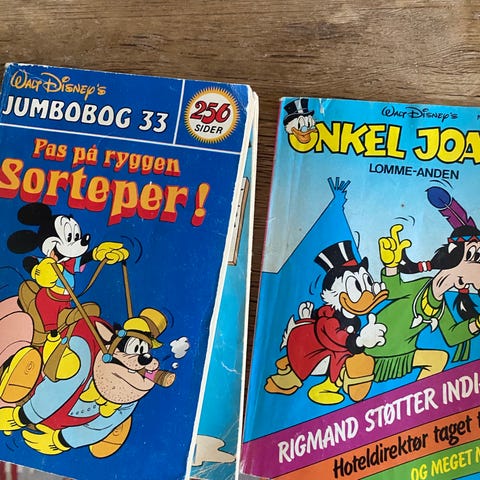 Walt Disney's
JUMBOBOG 33
256
SIDER
Pas på ryggen
Sorteper!
Walt Disney's
ONKEL JOA
LOMME-ANDEN
RIGMAND STØTTER INDI
Hoteldirektør taget
OG MEGET